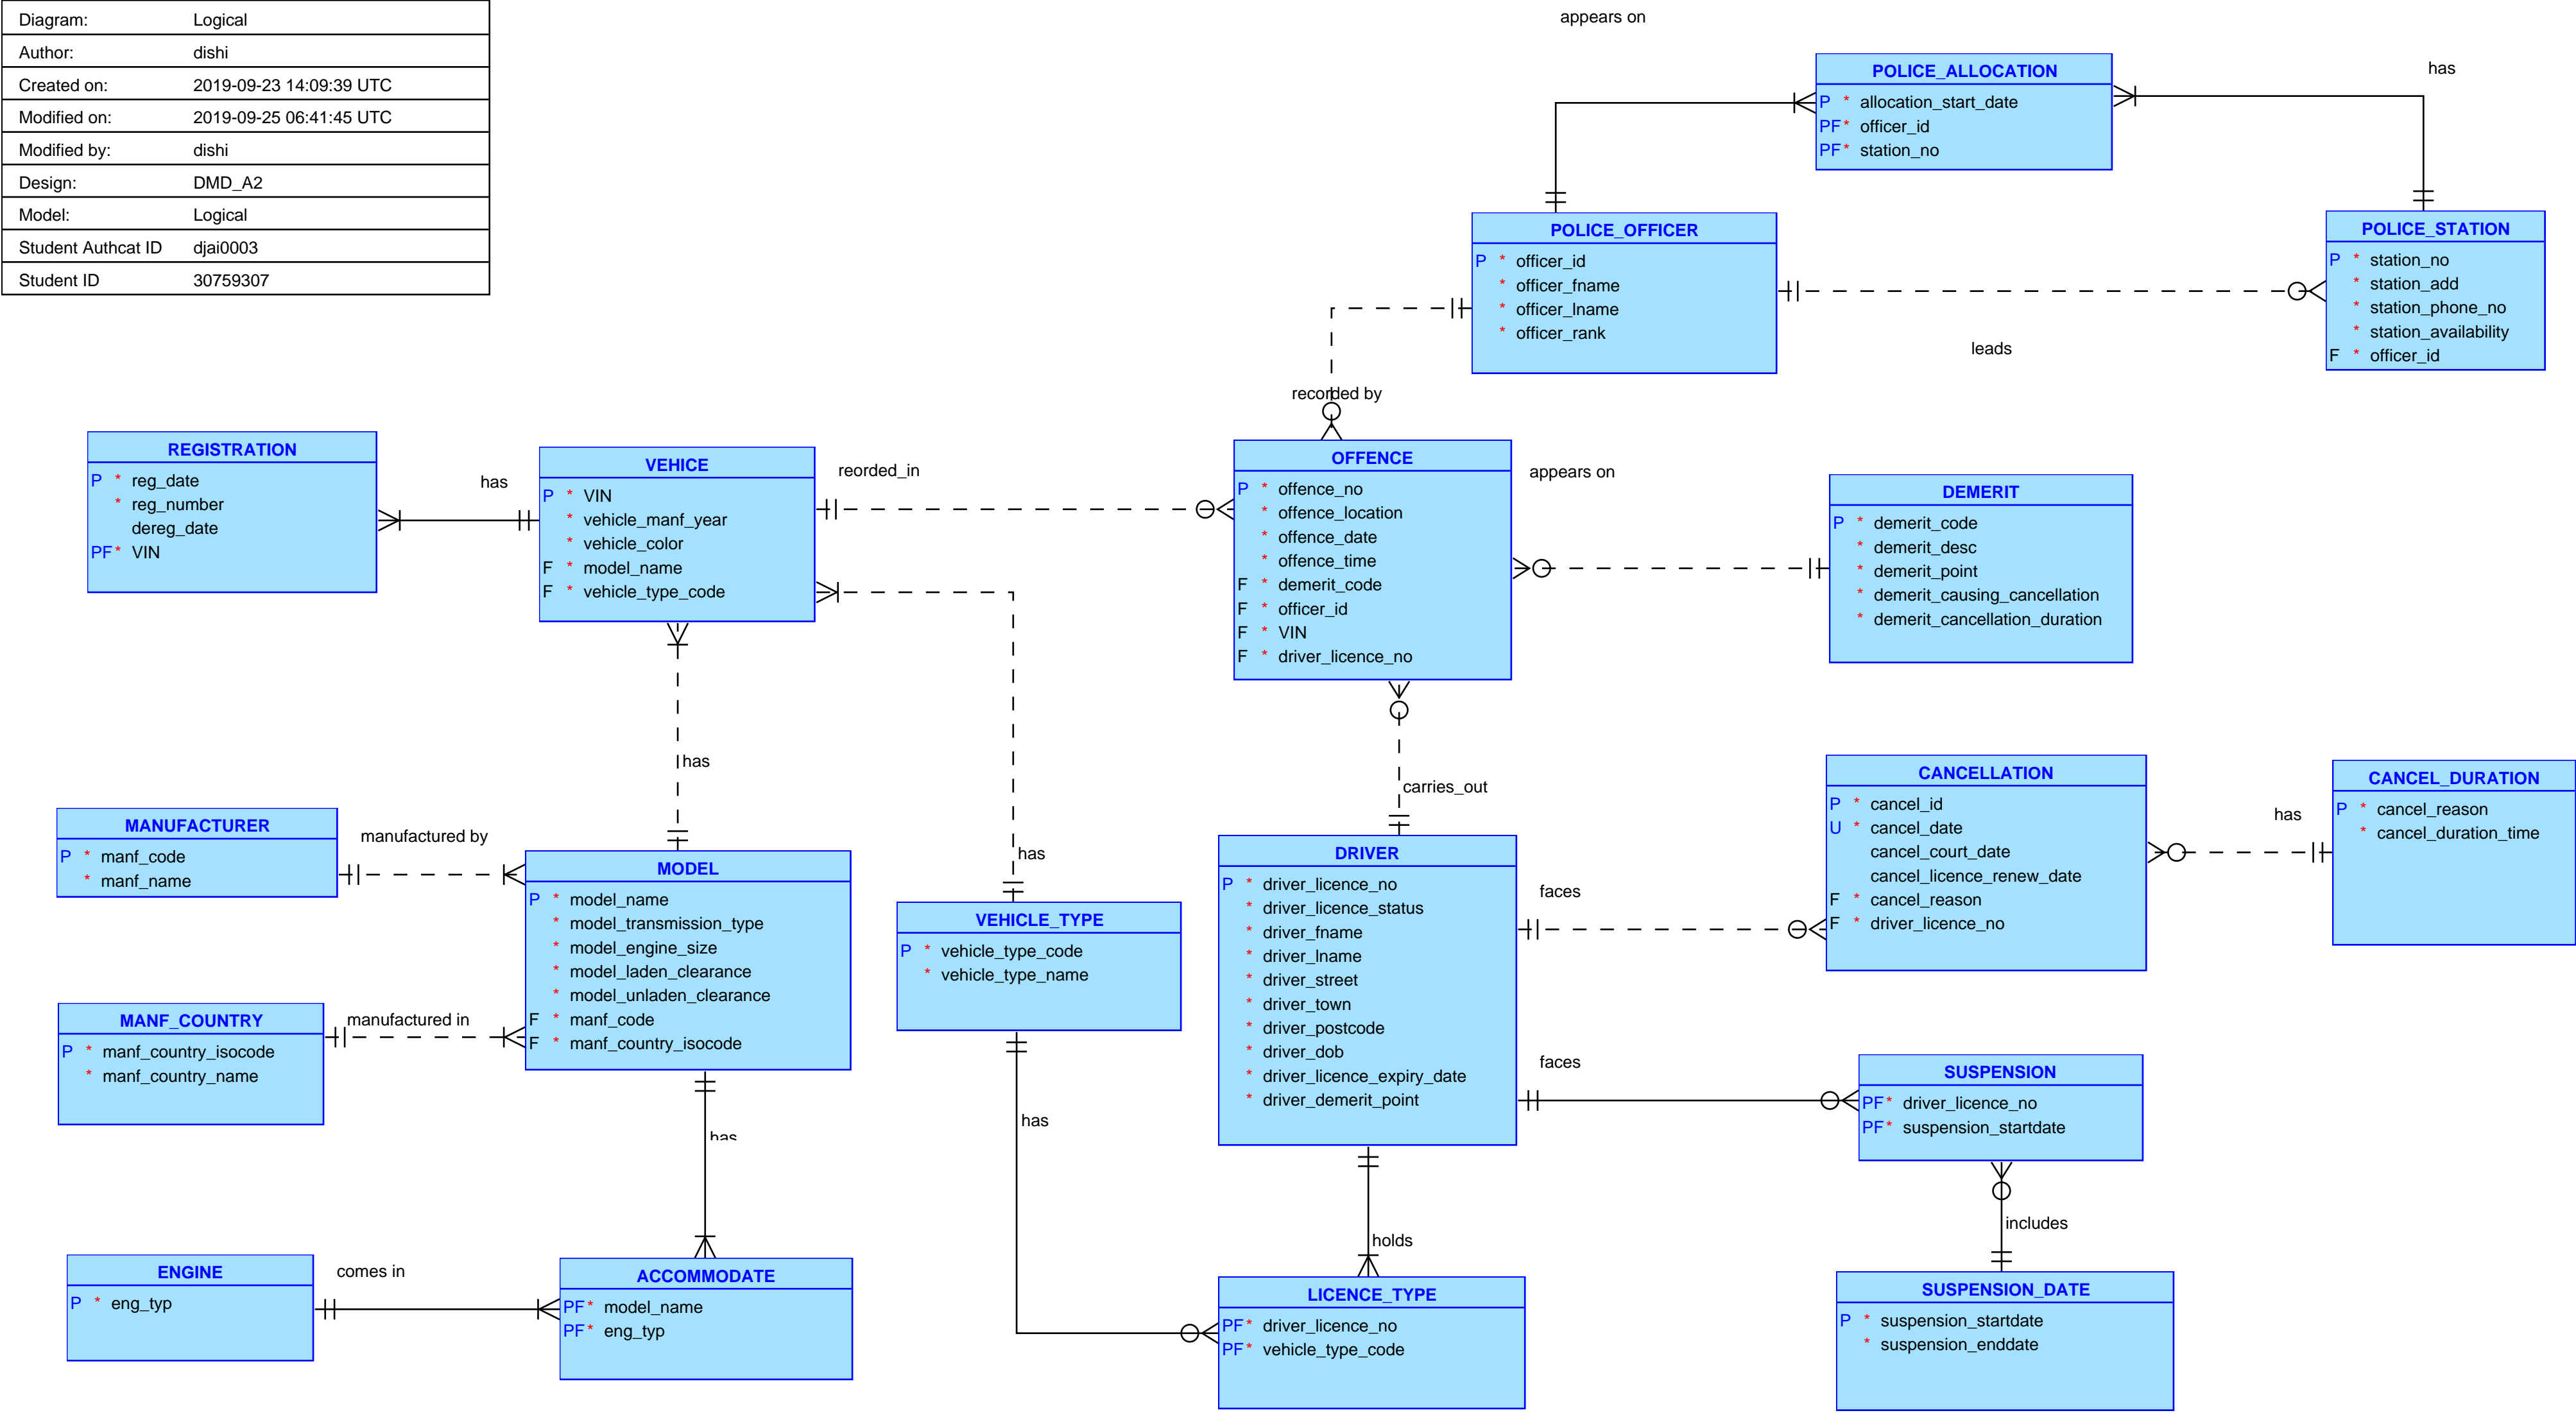 Diagram: Logical
Author: dishi
Created on: 2019-09-23 14:09:39 UTC
Modified on: 2019-09-25 06:41:45 UTC
Modified by: dishi
Design: DMD_A2
Model: Logical
Student Authcat ID djai0003
Student ID 30759307
appears on
POLICE_ALLOCATION
P * allocation_start_date
PF* officer_id
PF* station_no
has
POLICE_OFFICER
P * officer_id
* officer_fname
* officer_lname
* officer_rank
POLICE_STATION
P * station_no
* station_add
* station_phone_no
* station_availability
F * officer_id
leads
recorded by
REGISTRATION
P * reg_date
* reg_number
dereg_date
PF* VIN
has
VEHICE
P * VIN
* vehicle_manf_year
* vehicle_color
F * model_name
F * vehicle_type_code
reorded_in
OFFENCE
P * offence_no
* offence_location
* offence_date
* offence_time
F * demerit_code
F * officer_id
F * VIN
F * driver_licence_no
appears on
DEMERIT
P * demerit_code
* demerit_desc
* demerit_point
* demerit_causing_cancellation
* demerit_cancellation_duration
has
carries_out
CANCELLATION
P * cancel_id
U * cancel_date
cancel_court_date
cancel_licence_renew_date
F * cancel_reason
F * driver_licence_no
has
CANCEL_DURATION
P * cancel_reason
* cancel_duration_time
MANUFACTURER
P * manf_code
* manf_name
manufactured by
MODEL
P * model_name
* model_transmission_type
* model_engine_size
* model_laden_clearance
* model_unladen_clearance
F * manf_code
F * manf_country_isocode
has
VEHICLE_TYPE
P * vehicle_type_code
* vehicle_type_name
DRIVER
P * driver_licence_no
* driver_licence_status
* driver_fname
* driver_lname
* driver_street
* driver_town
* driver_postcode
* driver_dob
* driver_licence_expiry_date
* driver_demerit_point
faces
MANF_COUNTRY
P * manf_country_isocode
* manf_country_name
manufactured in
faces
SUSPENSION
PF* driver_licence_no
PF* suspension_startdate
has
has
includes
holds
ENGINE
P * eng_typ
comes in
ACCOMMODATE
PF* model_name
PF* eng_typ
LICENCE_TYPE
PF* driver_licence_no
PF* vehicle_type_code
SUSPENSION_DATE
P * suspension_startdate
* suspension_enddate